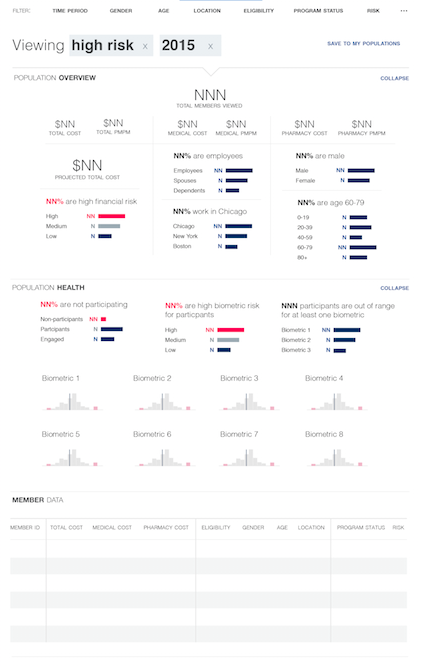 FILTER: TIME PERIOD GENDER AGE LOCATION ELIGIBILITY PROGRAM STATUS RISK ...
Viewing high risk x 2015 x SAVE TO MY POPULATIONS
POPULATION OVERVIEW COLLAPSE
NNN
TOTAL MEMBERS VIEWED
$NN $NN $NN $NN $NN $NN
TOTAL COST TOTAL PMPM MEDICAL COST MEDICAL PMPM PHARMACY COST PHARMACY PMPM
$NN
PROJECTED TOTAL COST
NN% are high financial risk
High NN
Medium N
Low N
NN% are employees
Employees NN
Spouses N
Dependents N
NN% work in Chicago
Chicago NN
New York N
Boston N
NN% are male
Male NN
Female N
NN% are age 60-79
0-19 N
20-39 N
40-59 N
60-79 NN
80+ N
POPULATION HEALTH COLLAPSE
NN% are not participating
Non-participants NN
Participants N
Engaged N
NN% are high biometric risk
for particpants
High NN
Medium N
Low N
NNN participants are out of range
for at least one biometric
Biometric 1 NN
Biometric 2 N
Biometric 3 N
Biometric 1 Biometric 2 Biometric 3 Biometric 4
Biometric 5 Biometric 6 Biometric 7 Biometric 8
MEMBER DATA
MEMBER ID TOTAL COST MEDICAL COST PHARMACY COST ELIGIBILITY GENDER AGE LOCATION PROGRAM STATUS RISK